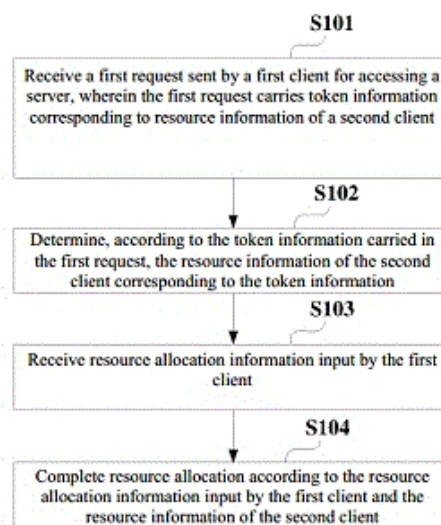 S101
Receive a first request sent by a first client for accessing a
server, wherein the first request carries token information
corresponding to resource information of a second client
S102
Determine, according to the token information carried in
the first request, the resource information of the second
client corresponding to the token information
S103
Receive resource allocation information input by the first
client
S104
Complete resource allocation according to the resource
allocation information input by the first client and the
resource information of the second client